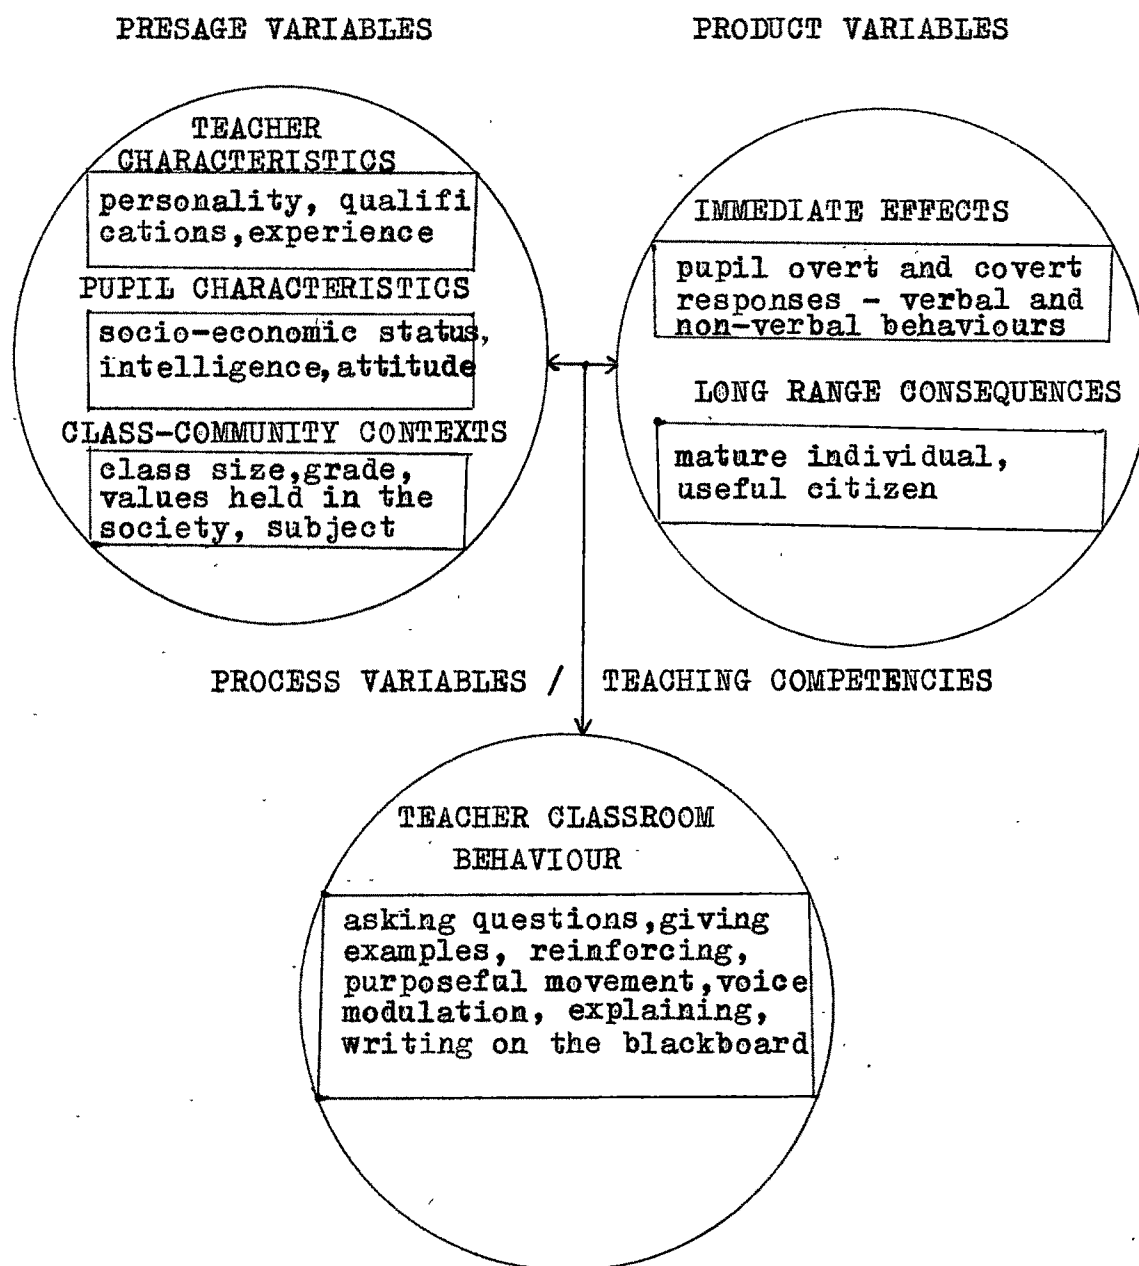 PRESAGE VARIABLES
PRODUCT VARIABLES
TEACHER
CHARACTERISTICS
personality, qualifi
cations,experience
PUPIL CHARACTERISTICS
socio-economic status,
intelligence,attitude
CLASS-COMMUNITY CONTEXTS
class size,grade,
values held in the
society, subject
IMMEDIATE EFFECTS
pupil overt and covert
responses - verbal and
non-verbal behaviours
LONG RANGE CONSEQUENCES
mature individual,
useful citizen
PROCESS VARIABLES / TEACHING COMPETENCIES
TEACHER CLASSROOM
BEHAVIOUR
asking questions,giving
examples, reinforcing,
purposeful movement,voice
modulation, explaining,
writing on the blackboard